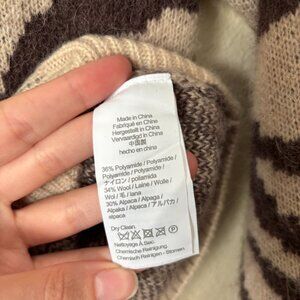 Made in China
Fabriqué en Chine
Hergestellt in China
Vervaardigd in China
中国製
hecho en china
36% Polyamide / Polyamide /
Polyamid / Polyamide /
ナイロン / poliamida
34% Wool / Laine / Wolle /
Wol / 毛 / lana
30% Alpaca / Alpaga /
Alpaka / Alpaca / アルパカ /
alpaca
Dry Clean.
Nettoyage À Sec.
Chemische Reinigung
Chemisch Reinigen - Stomen